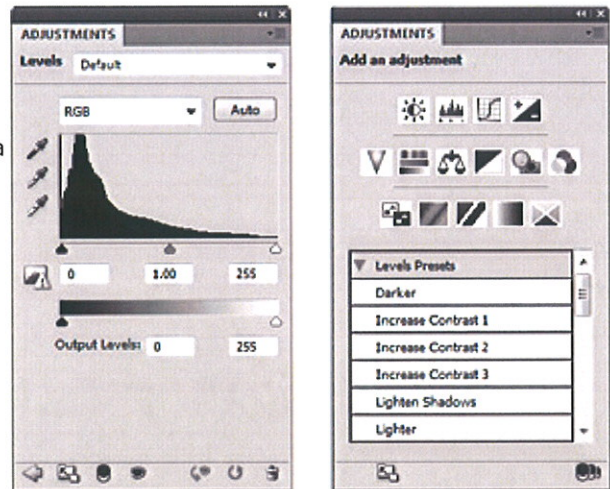 ADJUSTMENTS
Levels Default
RGB Auto
a
0 1.00 255
Output Levels: 0 255
ADJUSTMENTS
Add an adjustment
Levels Presets
Darker
Increase Contrast 1
Increase Contrast 2
Increase Contrast 3
Lighten Shadows
Lighter